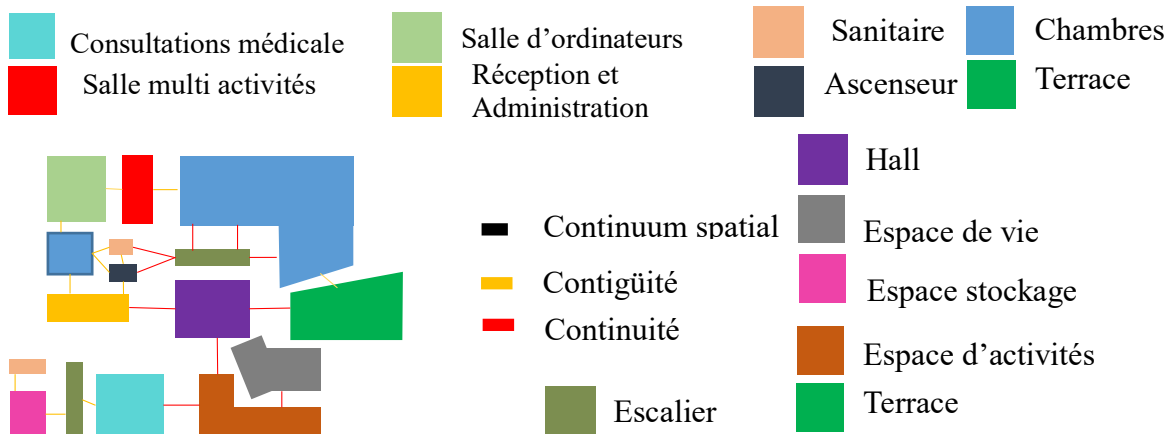 Consultations médicale
Salle multi activités
Salle d’ordinateurs
Réception et
Administration
Sanitaire
Ascenseur
Chambres
Terrace
Hall
Espace de vie
Espace stockage
Espace d’activités
Terrace
Continuum spatial
Contigüité
Continuité
Escalier